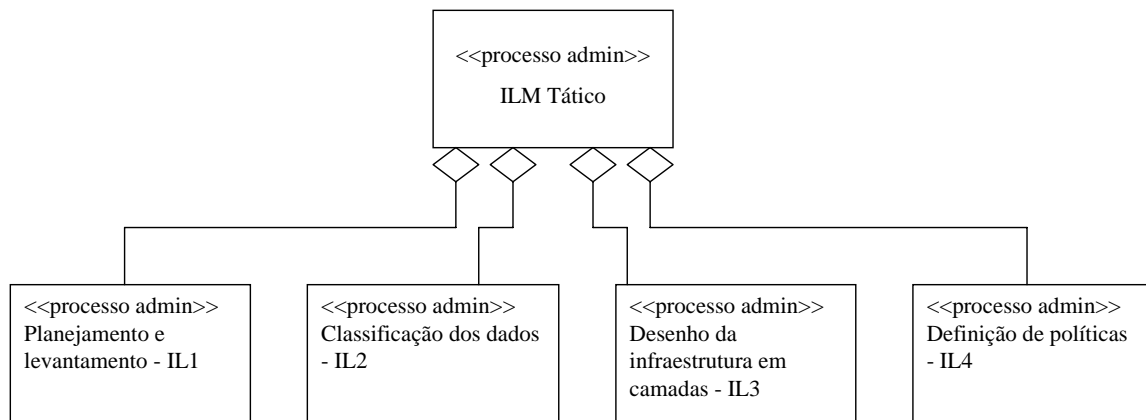 <<processo admin>>
ILM Tático
<<processo admin>>
Planejamento e
levantamento - IL1
<<processo admin>>
Classificação dos dados
- IL2
<<processo admin>>
Desenho da
infraestrutura em
camadas - IL3
<<processo admin>>
Definição de políticas
- IL4